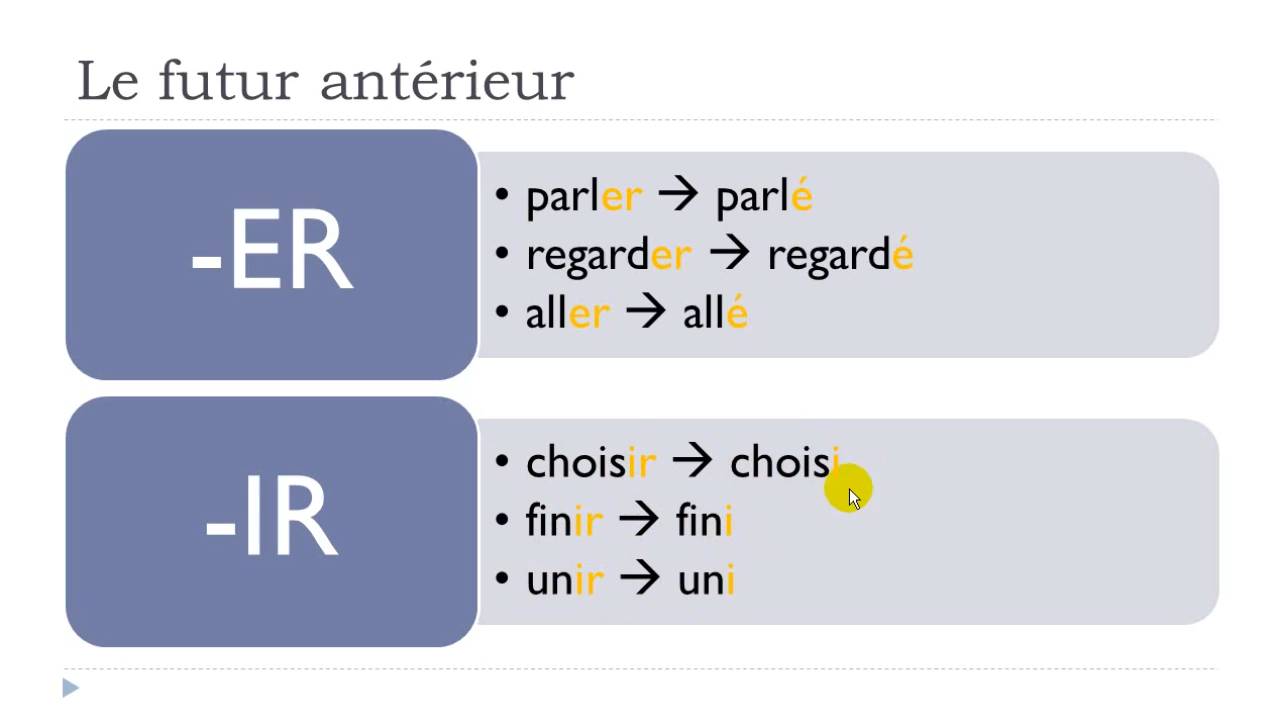 Le futur antérieur
-ER
• parler → parlé
• regarder → regardé
• aller → allé
-IR
• choisir → choisi
• finir → fini
• unir → uni